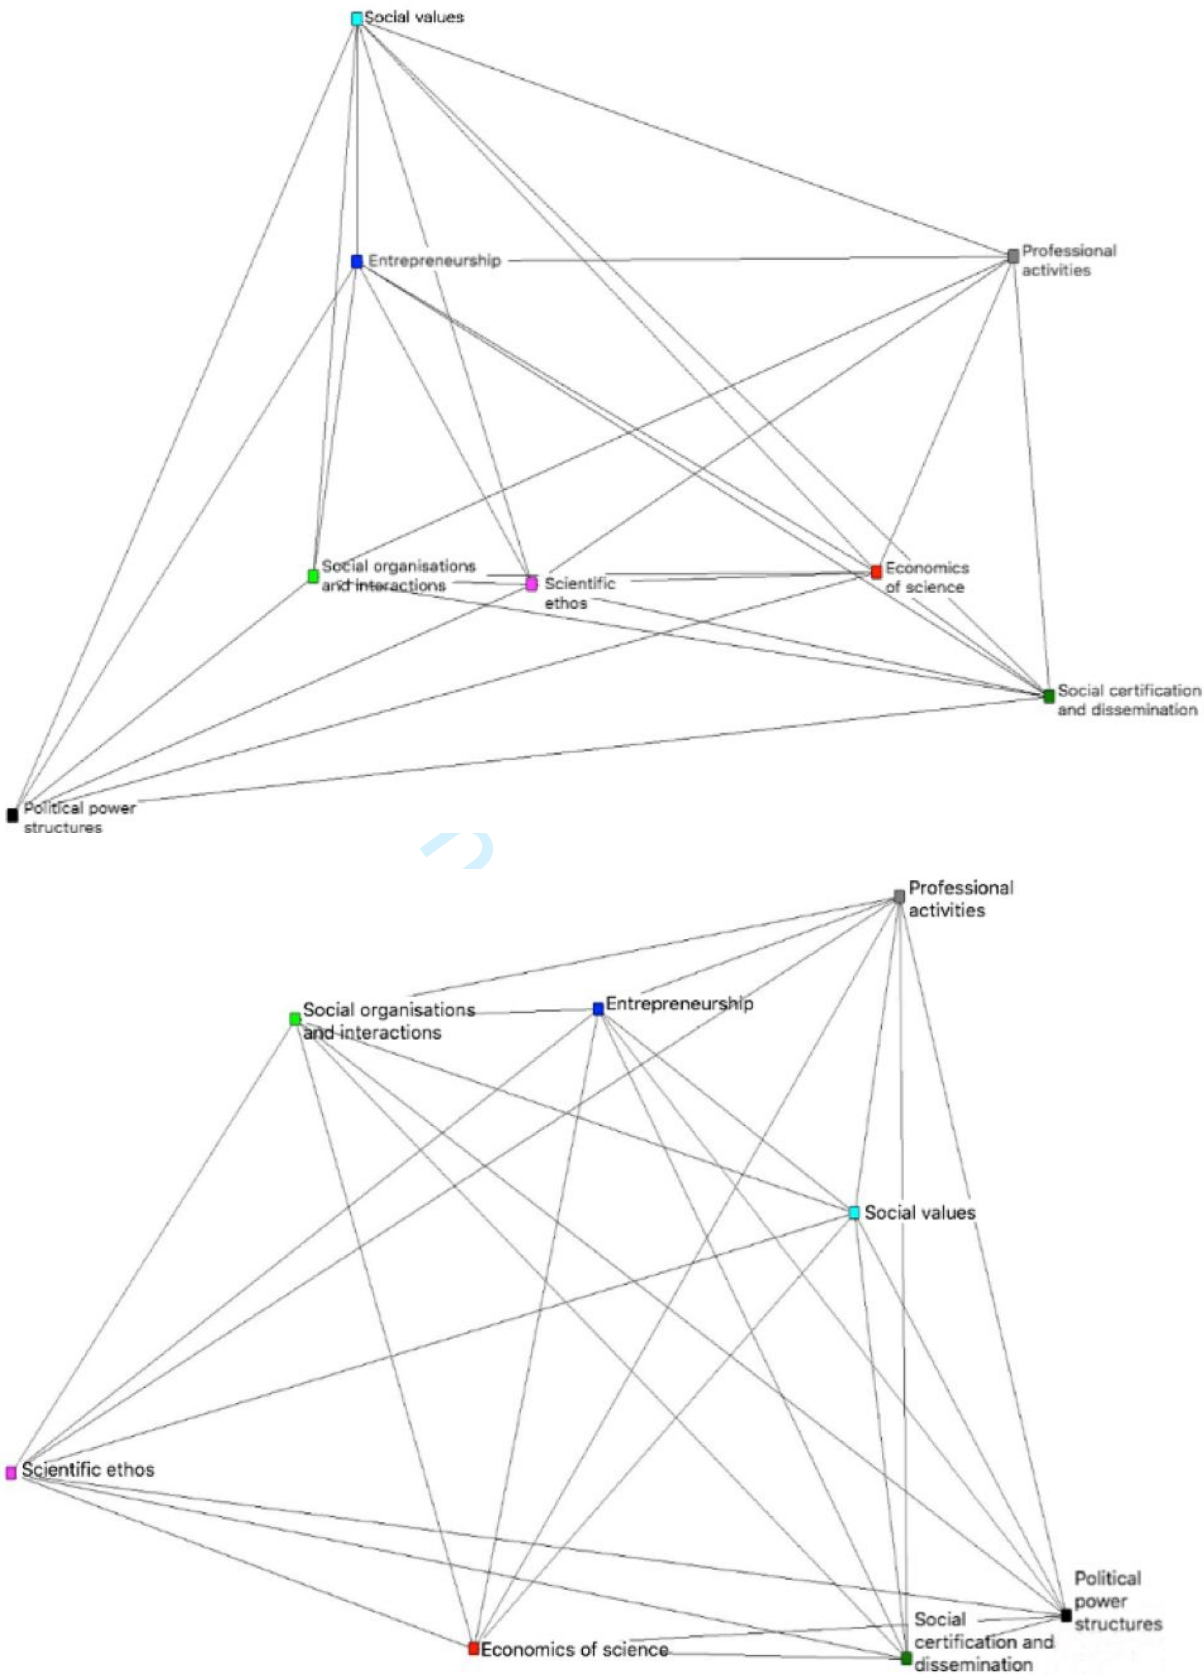 Social values
Entrepreneurship
Professional
activities
Social organisations
and interactions
Scientific
ethos
Economics
of science
Social certification
and dissemination
Political power
structures
Professional
activities
Social organisations
and interactions
Entrepreneurship
Social values
Scientific ethos
Political
power
structures
Social
certification and
dissemination
Economics of science